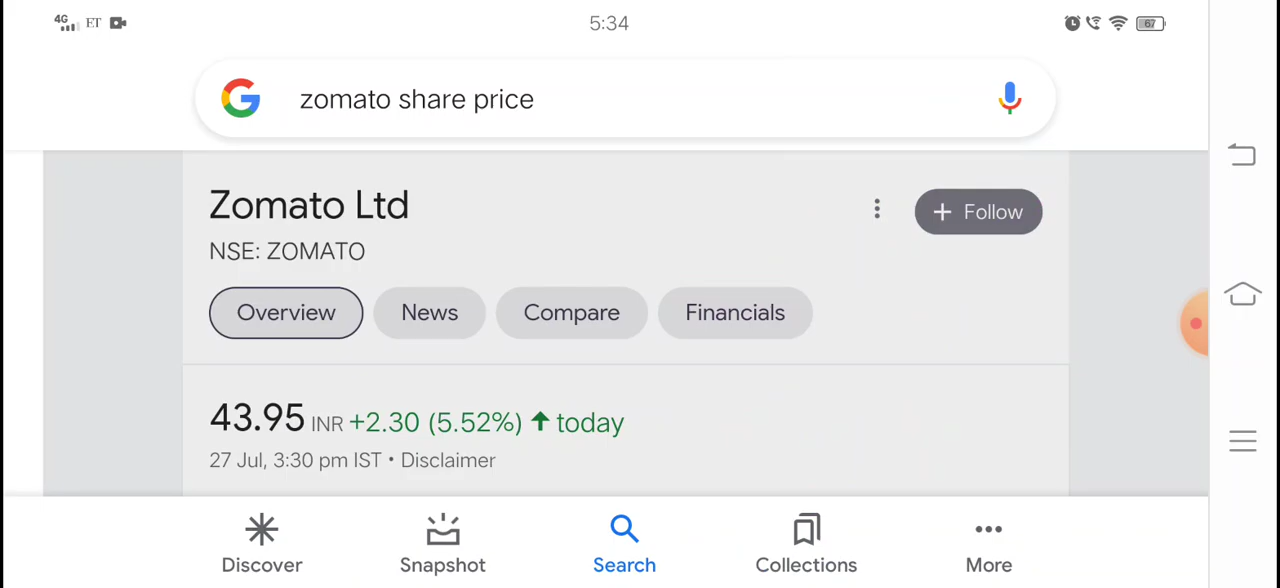 4G ET 5:34 67
zomato share price
Zomato Ltd
+ Follow
NSE: ZOMATO
Overview News Compare Financials
43.95 INR +2.30 (5.52%) ↑ today
27 Jul, 3:30 pm IST • Disclaimer
Discover Snapshot Search Collections More